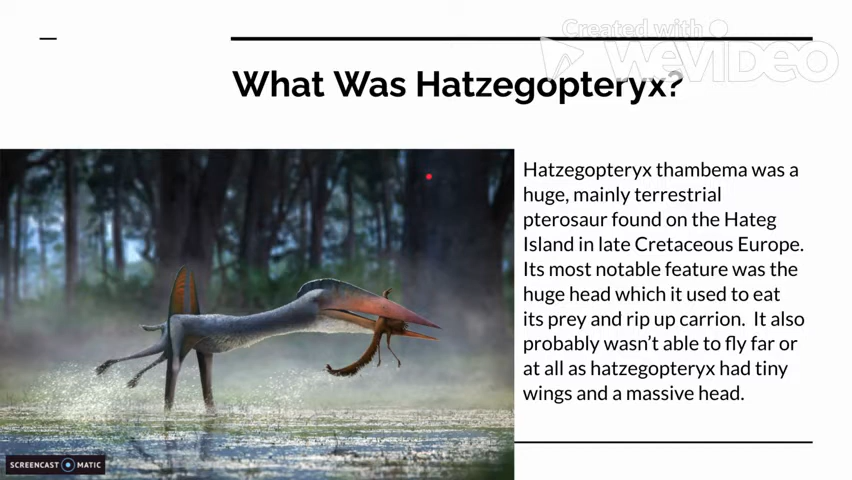 Created with
WEVIDEO
What Was Hatzegopteryx?
Hatzegopteryx thambema was a
huge, mainly terrestrial
pterosaur found on the Hateg
Island in late Cretaceous Europe.
Its most notable feature was the
huge head which it used to eat
its prey and rip up carrion.  It also
probably wasn’t able to fly far or
at all as hatzegopteryx had tiny
wings and a massive head.
SCREENCAST MATIC